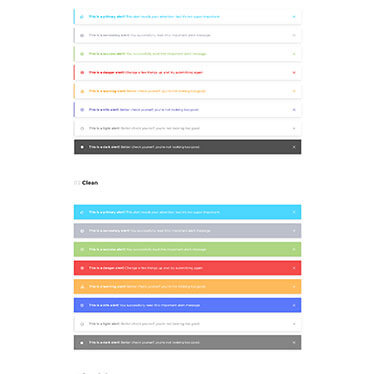 This is a primary alert! This alert needs your attention, but it's not super important.
This is a secondary alert! You successfully read this important alert message.
This is a success alert! You successfully read this important alert message.
This is a danger alert! Change a few things up and try submitting again.
This is a warning alert! Better check yourself you're not looking too good.
This is a info alert! Better check yourself you're not looking too good.
This is a light alert! Better check yourself you're not looking too good.
This is a dark alert! Better check yourself you're not looking too good.
Clean
This is a primary alert! This alert needs your attention, but it's not super important.
This is a secondary alert! You successfully read this important alert message.
This is a success alert! You successfully read this important alert message.
This is a danger alert! Change a few things up and try submitting again.
This is a warning alert! Better check yourself you're not looking too good.
This is a info alert! You successfully read this important alert message.
This is a light alert! Better check yourself you're not looking too good.
This is a dark alert! Better check yourself you're not looking too good.